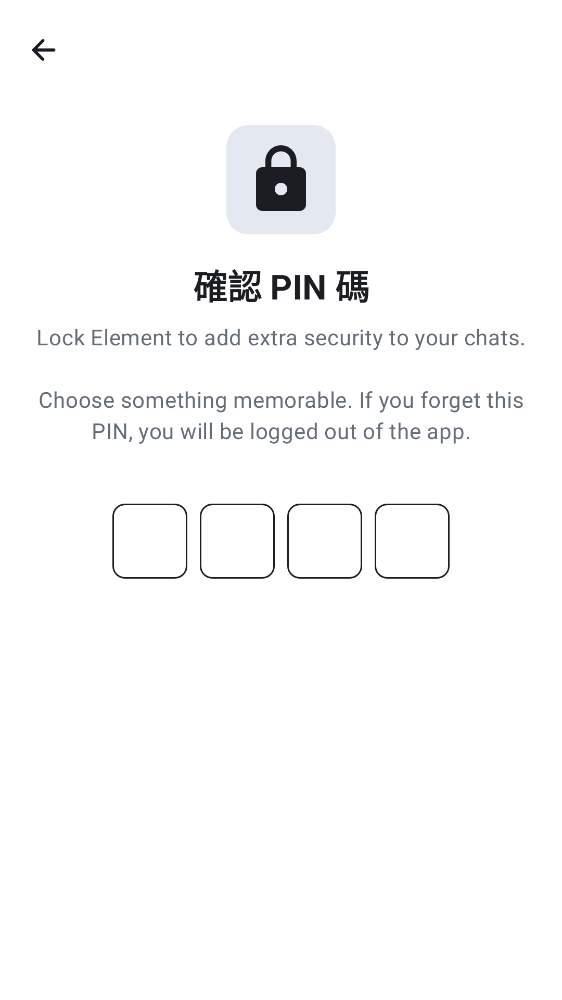 確認 PIN 碼
Lock Element to add extra security to your chats.
Choose something memorable. If you forget this
PIN, you will be logged out of the app.